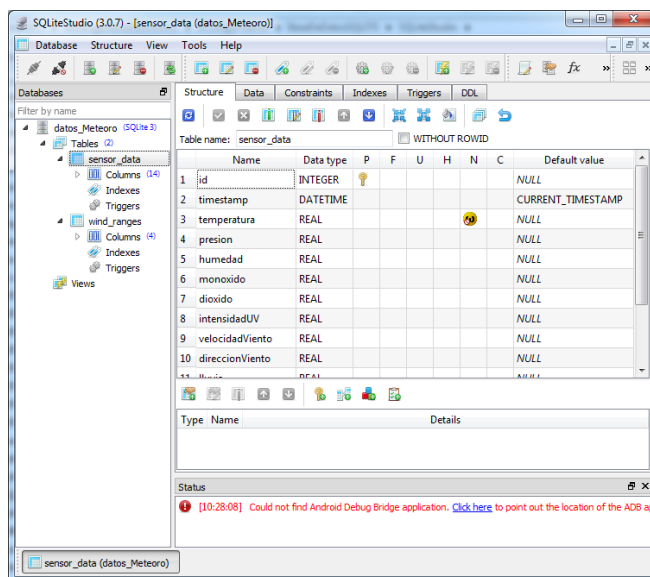 SQLiteStudio (3.0.7) - [sensor_data (datos_Meteoro)]
Database Structure View Tools Help
fx » »
Databases
Filter by name
datos_Meteoro (SQLite 3)
Tables (2)
sensor_data
Columns (14)
Indexes
Triggers
wind_ranges
Columns (4)
Indexes
Triggers
Views
Structure Data Constraints Indexes Triggers DDL
Table name: sensor_data WITHOUT ROWID
Name Data type P F U H N C Default value
1 id INTEGER NULL
2 timestamp DATETIME CURRENT_TIMESTAMP
3 temperatura REAL NULL
4 presion REAL NULL
5 humedad REAL NULL
6 monoxido REAL NULL
7 dioxido REAL NULL
8 intensidadUV REAL NULL
9 velocidadViento REAL NULL
10 direccionViento REAL NULL
Type Name Details
Status
[10:28:08] Could not find Android Debug Bridge application. Click here to point out the location of the ADB
sensor_data (datos_Meteoro)